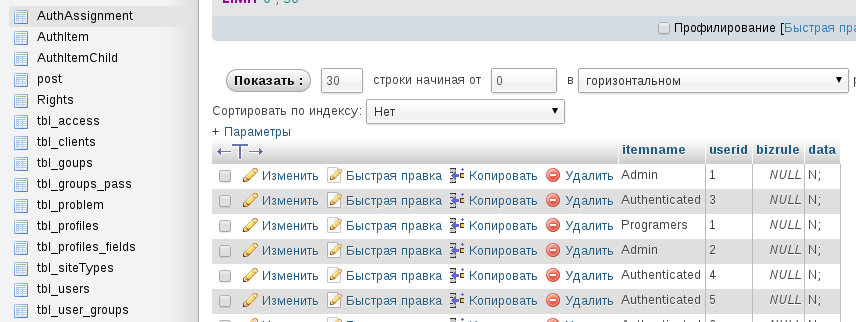 AuthAssignment
AuthItem
AuthItemChild
post
Rights
tbl_access
tbl_clients
tbl_goups
tbl_groups_pass
tbl_problem
tbl_profiles
tbl_profiles_fields
tbl_siteTypes
tbl_users
tbl_user_groups
LIMIT 0 , 30
Профилирование [Быстрая пра
Показать : 30 строки начиная от 0 в горизонтальном р
Сортировать по индексу: Нет
+ Параметры
←T→ itemname userid bizrule data
Изменить Быстрая правка Копировать Удалить Admin 1 NULL N;
Изменить Быстрая правка Копировать Удалить Authenticated 3 NULL N;
Изменить Быстрая правка Копировать Удалить Programers 1 NULL N;
Изменить Быстрая правка Копировать Удалить Admin 2 NULL N;
Изменить Быстрая правка Копировать Удалить Authenticated 4 NULL N;
Изменить Быстрая правка Копировать Удалить Authenticated 5 NULL N;